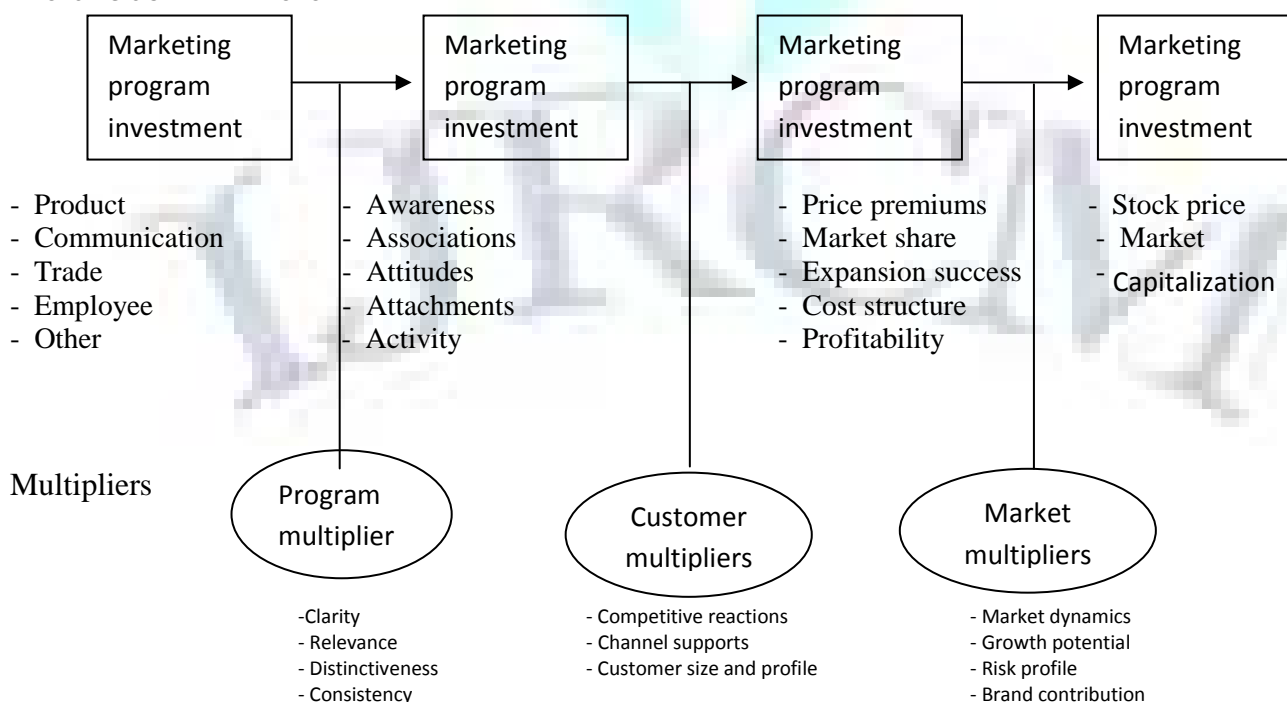 Marketing
program
investment
Marketing
program
investment
Marketing
program
investment
Marketing
program
investment
- Product
- Communication
- Trade
- Employee
- Other
- Awareness
- Associations
- Attitudes
- Attachments
- Activity
- Price premiums
- Market share
- Expansion success
- Cost structure
- Profitability
- Stock price
- Market
- Capitalization
Multipliers
Program
multiplier
Customer
multipliers
Market
multipliers
-Clarity
- Relevance
- Distinctiveness
- Consistency
- Competitive reactions
- Channel supports
- Customer size and profile
- Market dynamics
- Growth potential
- Risk profile
- Brand contribution